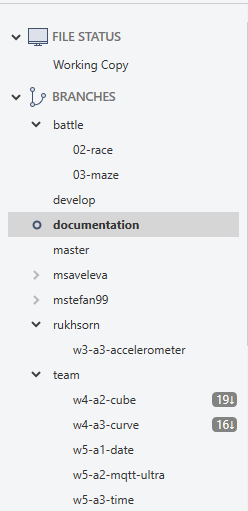 FILE STATUS
Working Copy
BRANCHES
battle
02-race
03-maze
develop
documentation
master
msaveleva
mstefan99
rukhsorn
w3-a3-accelerometer
team
w4-a2-cube 19↓
w4-a3-curve 16↓
w5-a1-date
w5-a2-mqtt-ultra
w5-a3-time